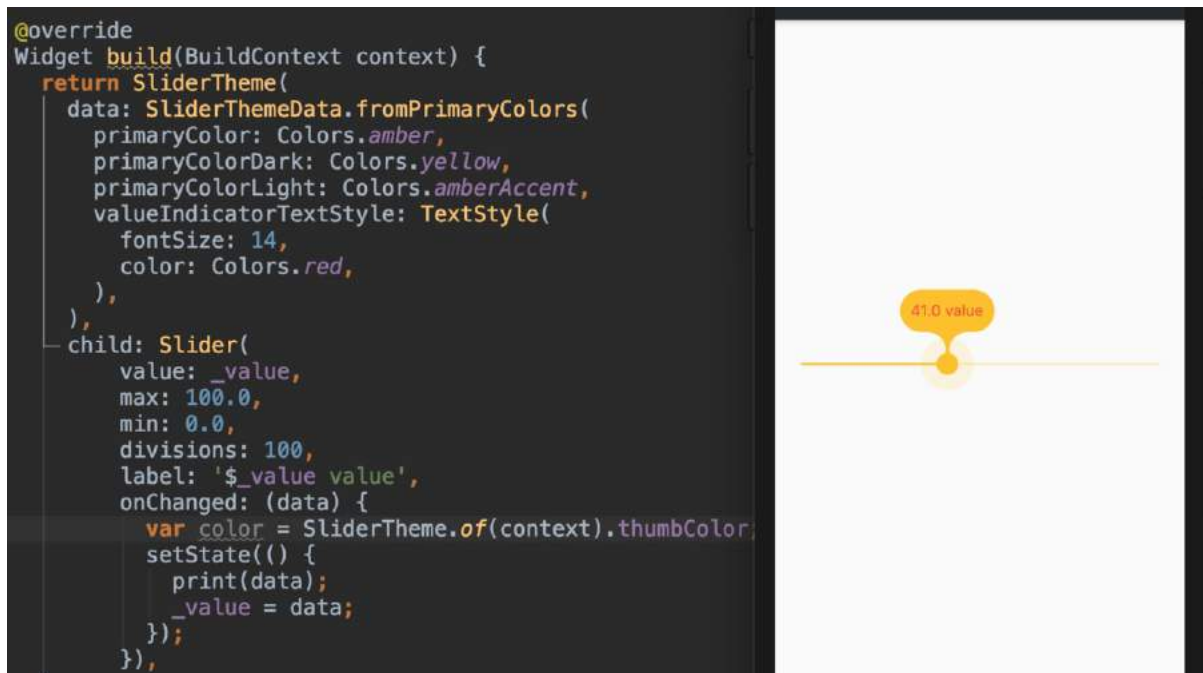 @override
Widget build(BuildContext context) {
return SliderTheme(
data: SliderThemeData.fromPrimaryColors(
primaryColor: Colors.amber,
primaryColorDark: Colors.yellow,
primaryColorLight: Colors.amberAccent,
valueIndicatorTextStyle: TextStyle(
fontSize: 14,
color: Colors.red,
),
),
child: Slider(
value: _value,
max: 100.0,
min: 0.0,
divisions: 100,
label: '$_value value',
onChanged: (data) {
var color = SliderTheme.of(context).thumbColor;
setState(() {
print(data);
_value = data;
});
}),
41.0 value